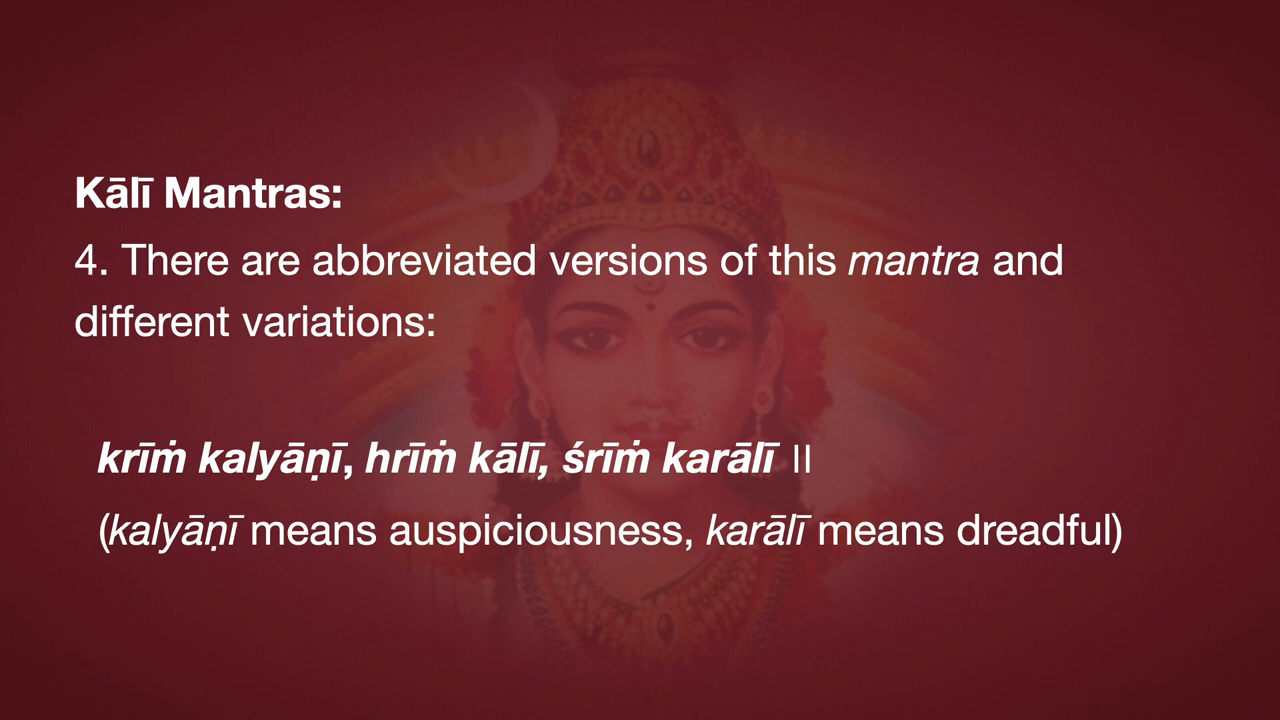 Kālī Mantras:
4. There are abbreviated versions of this mantra and
different variations:
krīṁ kalyāṇī, hrīṁ kālī, śrīṁ karālī ||
(kalyāṇī means auspiciousness, karālī means dreadful)